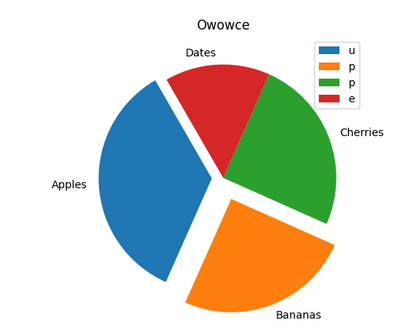 Owowce
Dates
u
p
p
e
Cherries
Apples
Bananas